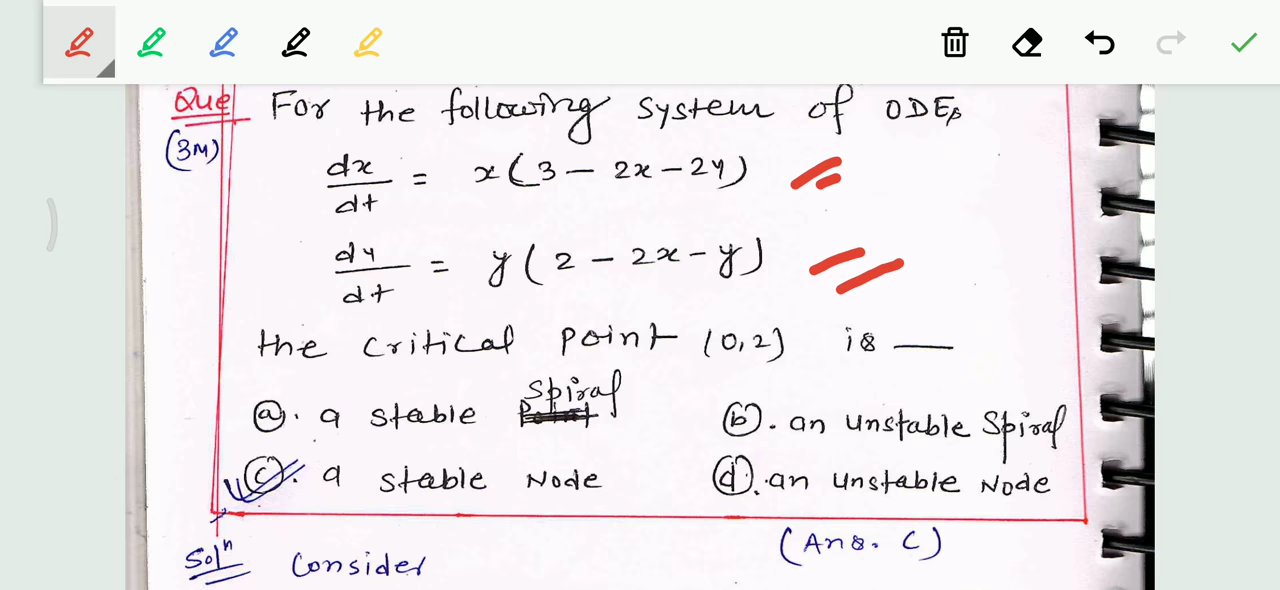 Que For the following system of ODEs
(3M)
dx/dt = x(3 - 2x - 2y)
dy/dt = y(2 - 2x - y)
the critical point (0,2) is —
(a). a stable spiral (b). an unstable spiral
(c). a stable Node (d). an unstable Node
(Ans. C)
Solⁿ Consider